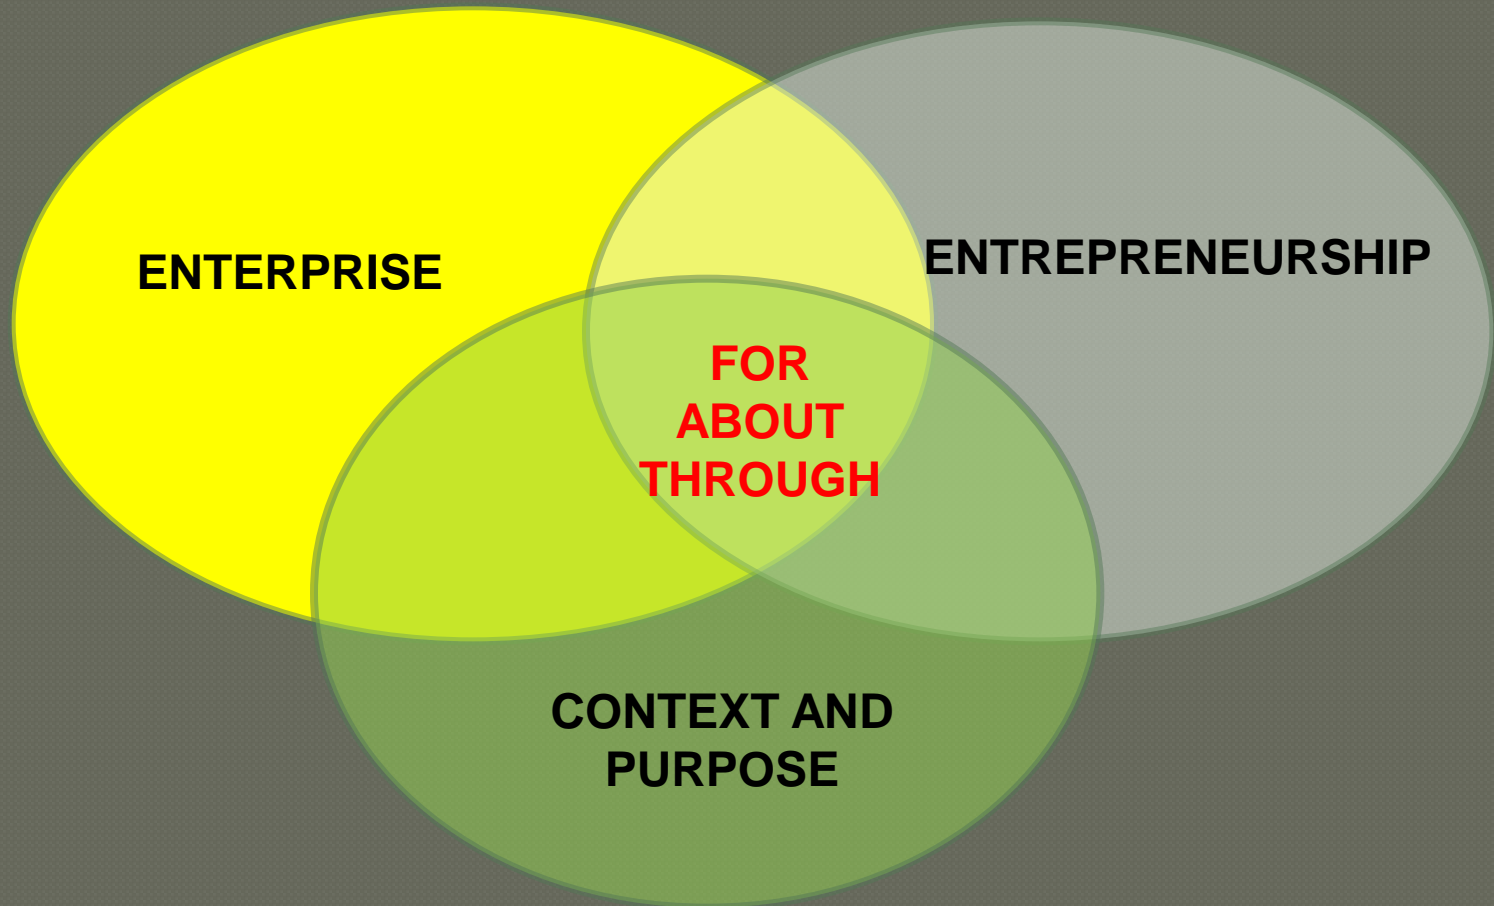 ENTERPRISE
ENTREPRENEURSHIP
FOR
ABOUT
THROUGH
CONTEXT AND
PURPOSE